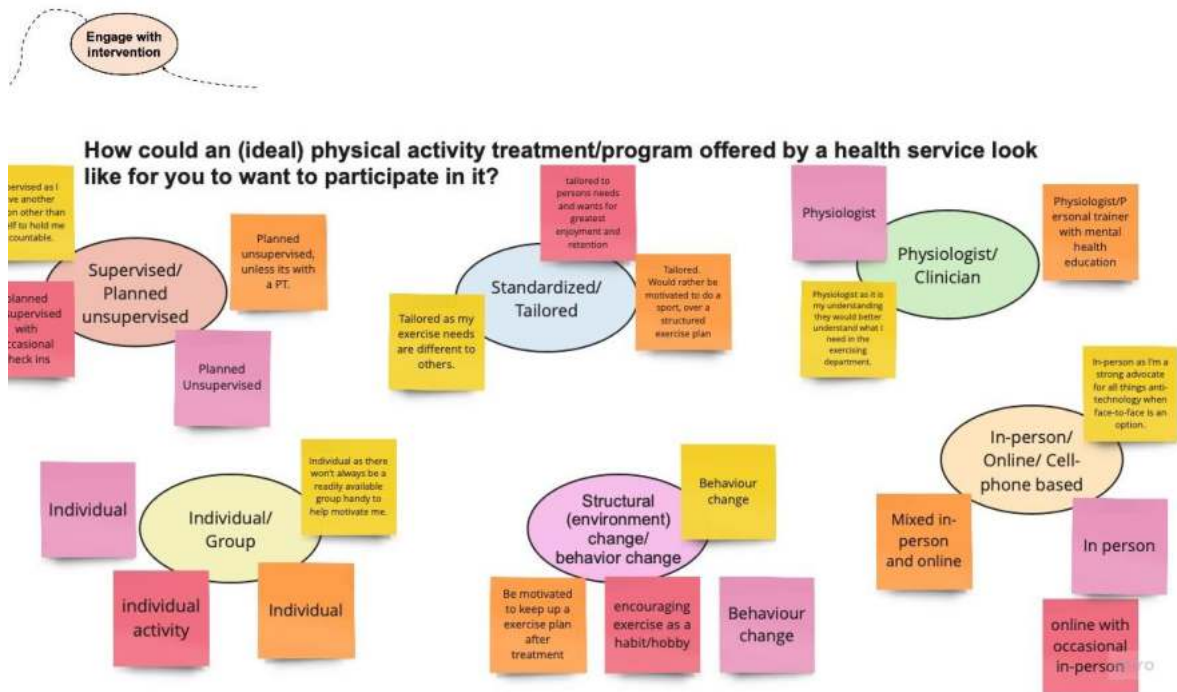 Engage with
intervention
How could an (ideal) physical activity treatment/program offered by a health service look
like for you to want to participate in it?
as I
another
other than
to hold me
Supervised/
Planned
unsupervised
Planned
unsupervised,
unless its with
a PT.
with
Planned
Unsupervised
tailored to
persons needs
and wants for
greatest
enjoyment and
retention
Standardized/
Tailored
Tailored as my
exercise needs
are different to
others.
Tailored.
Would rather be
motivated to do a
sport, over a
structured
exercise plan
Physiologist
Physiologist/
Clinician
Physiologist/P
ersonal trainer
with mental
health
education
Physiologist as it is
my understanding
they would better
understand what I
need in the
exercising
department.
Individual
Individual/
Group
Individual as there
won't always be a
readily available
group handy to
help motivate me.
individual
activity
Individual
Structural
(environment)
change/
behavior change
Behaviour
change
Be motivated
to keep up a
exercise plan
after
treatment
encouraging
exercise as a
habit/hobby
Behaviour
change
In-person/
Online/ Cell-
phone based
In-person as I'm a
strong advocate
for all things anti-
technology when
face-to-face is an
option.
Mixed in-
person
and online
In person
online with
occasional
in-person